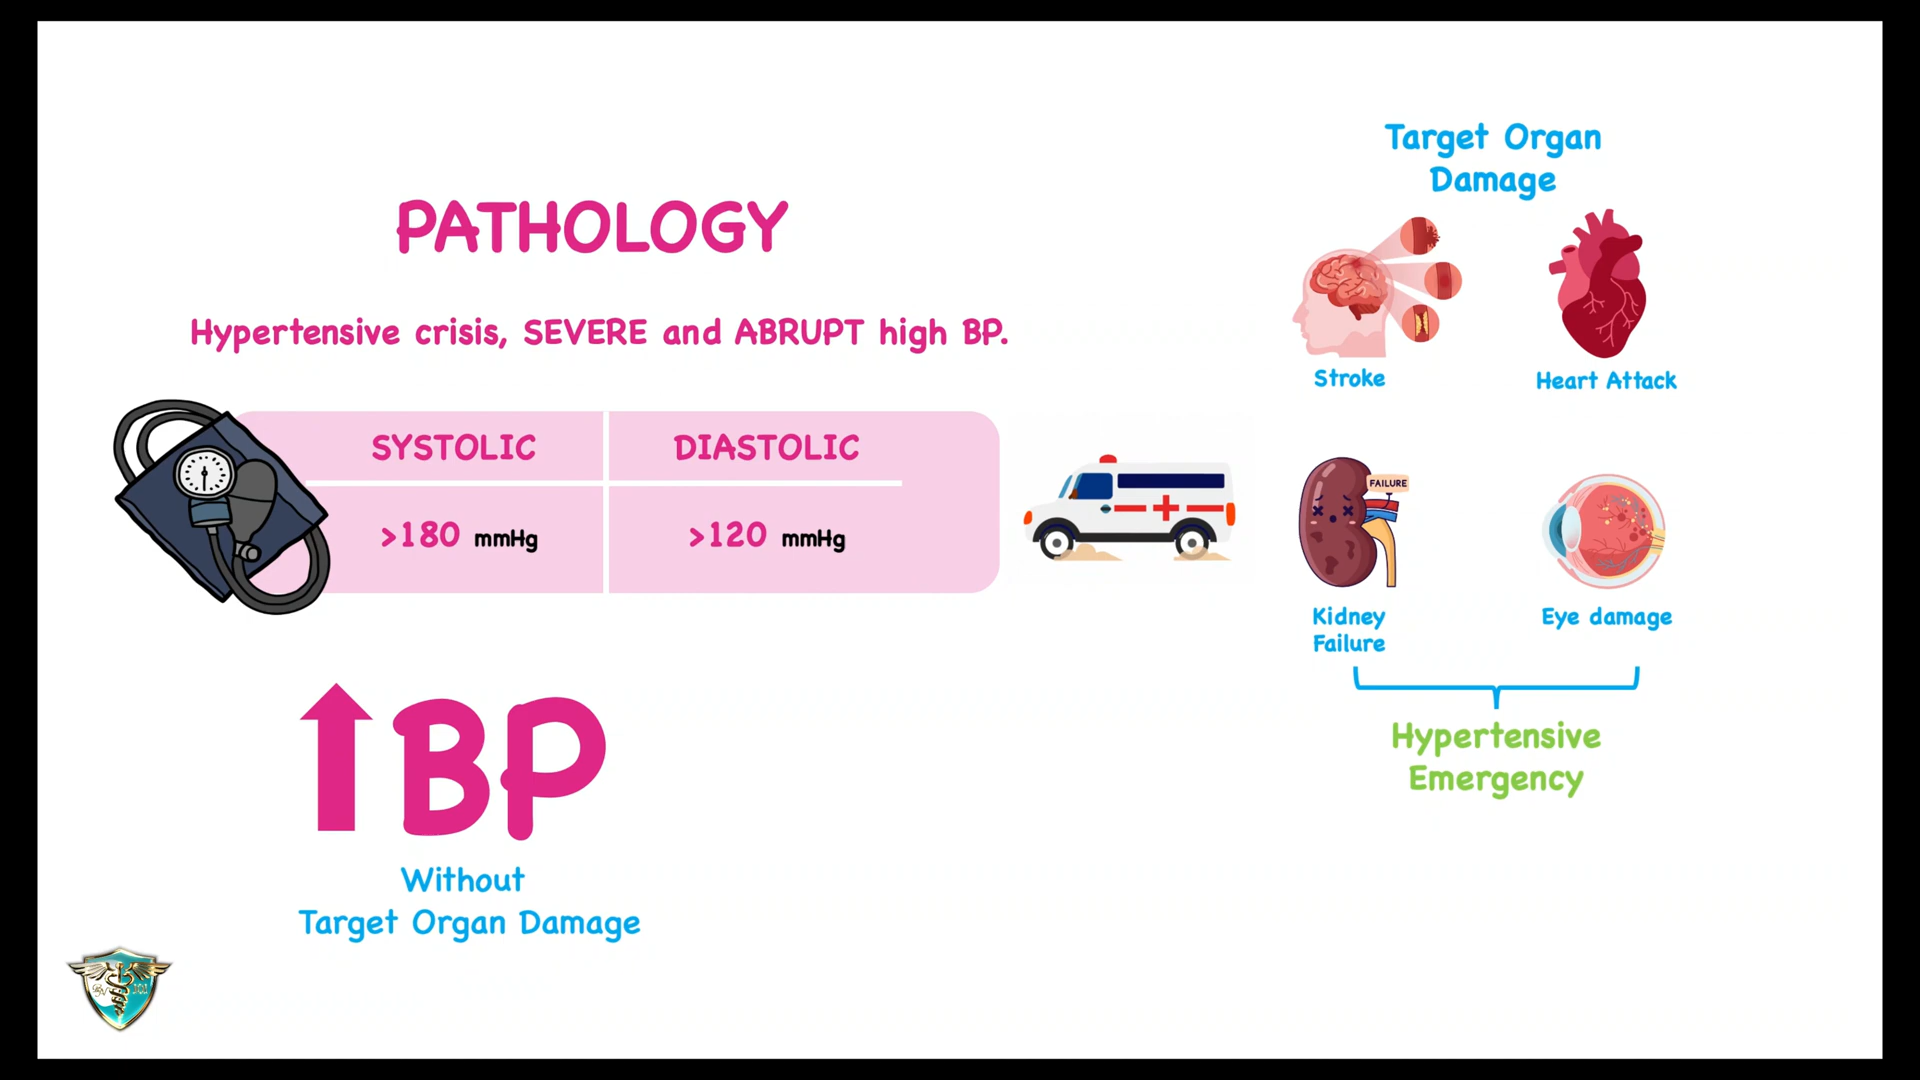 PATHOLOGY
Hypertensive crisis, SEVERE and ABRUPT high BP.
SYSTOLIC
DIASTOLIC
>180 mmHg
>120 mmHg
BP
Without
Target Organ Damage
Target Organ
Damage
Stroke
Heart Attack
FAILURE
Kidney
Failure
Eye damage
Hypertensive
Emergency